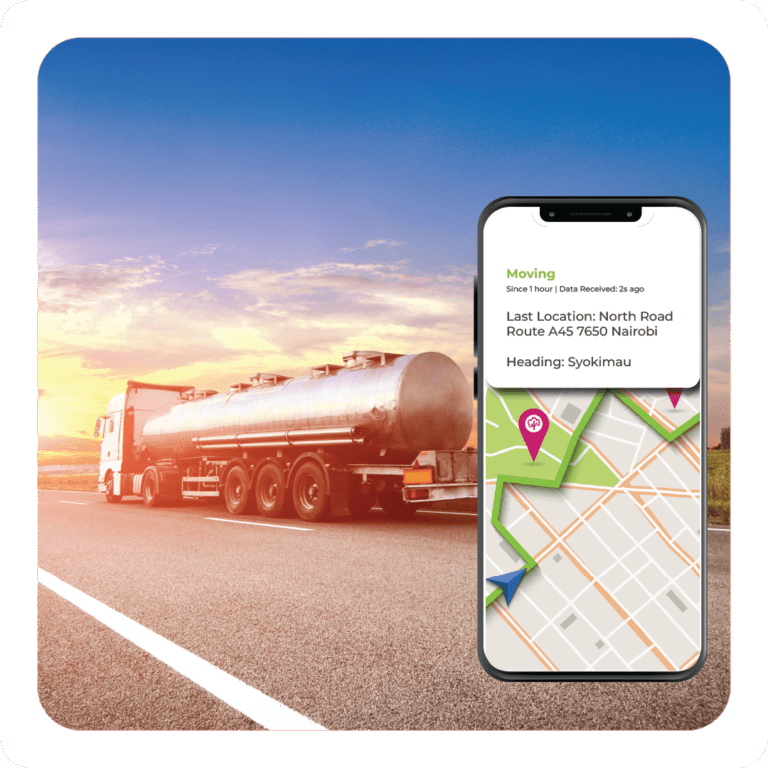 Moving
Since 1 hour | Data Received: 2s ago
Last Location: North Road
Route A45 7650 Nairobi
Heading: Syokimau